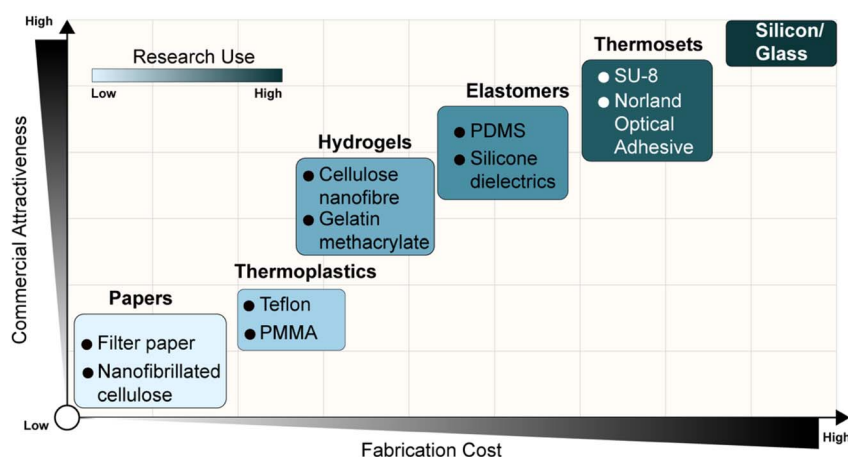 High
Research Use
Low
High
Silicon/
Glass
Thermosets
SU-8
Norland
Optical
Adhesive
Elastomers
PDMS
Silicone
dielectrics
Hydrogels
Cellulose
nanofibre
Gelatin
methacrylate
Thermoplastics
Teflon
PMMA
Papers
Filter paper
Nanofibrillated
cellulose
Commercial Attractiveness
Low
Fabrication Cost
High